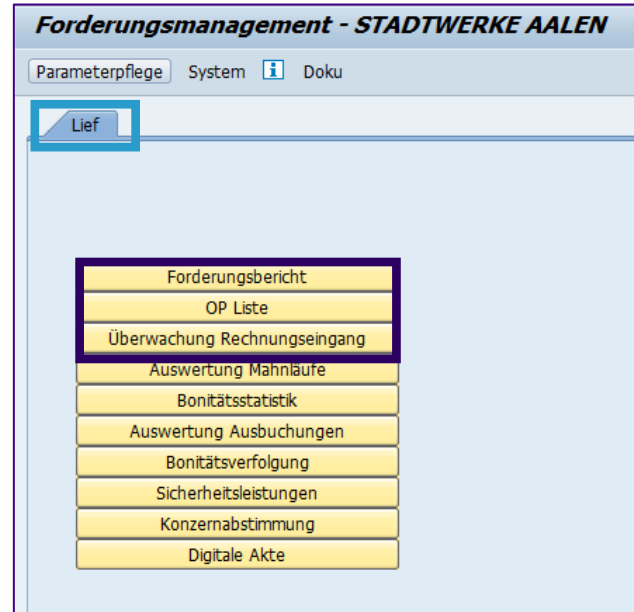 Forderungsmanagement - STADTWERKE AALEN
Parameterpflege System i Doku
Lief
Forderungsbericht
OP Liste
Überwachung Rechnungseingang
Auswertung Mahnläufe
Bonitätsstatistik
Auswertung Ausbuchungen
Bonitätsverfolgung
Sicherheitsleistungen
Konzernabstimmung
Digitale Akte